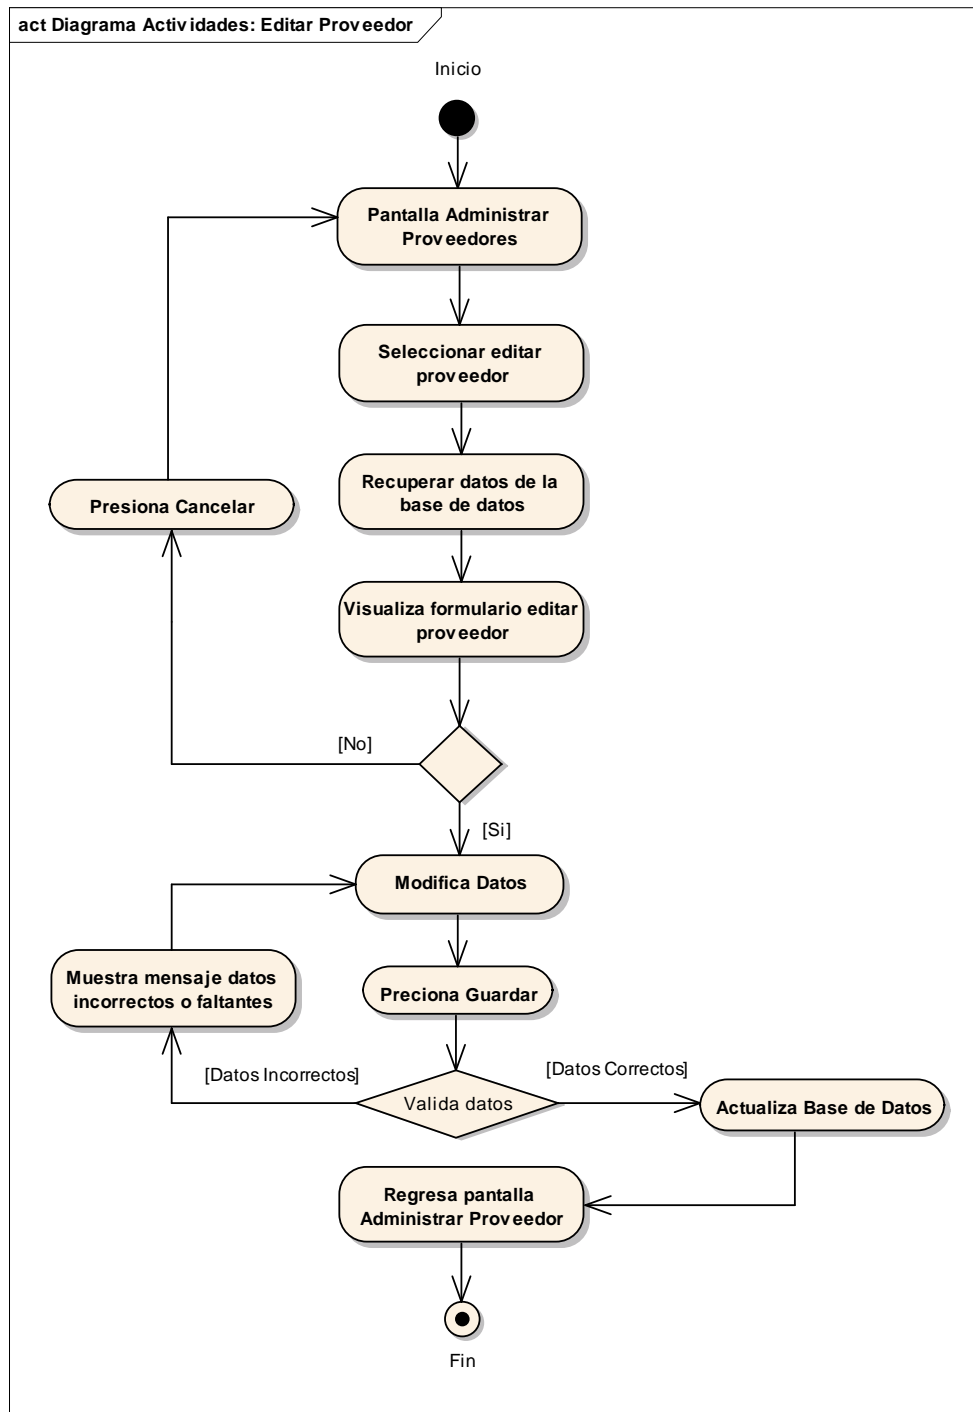 act Diagrama Actividades: Editar Proveedor
Inicio
Pantalla Administrar
Proveedores
Seleccionar editar
proveedor
Recuperar datos de la
base de datos
Presiona Cancelar
Visualiza formulario editar
proveedor
[No]
[Si]
Modifica Datos
Muestra mensaje datos
incorrectos o faltantes
Preciona Guardar
[Datos Incorrectos]
[Datos Correctos]
Valida datos
Actualiza Base de Datos
Regresa pantalla
Administrar Proveedor
Fin